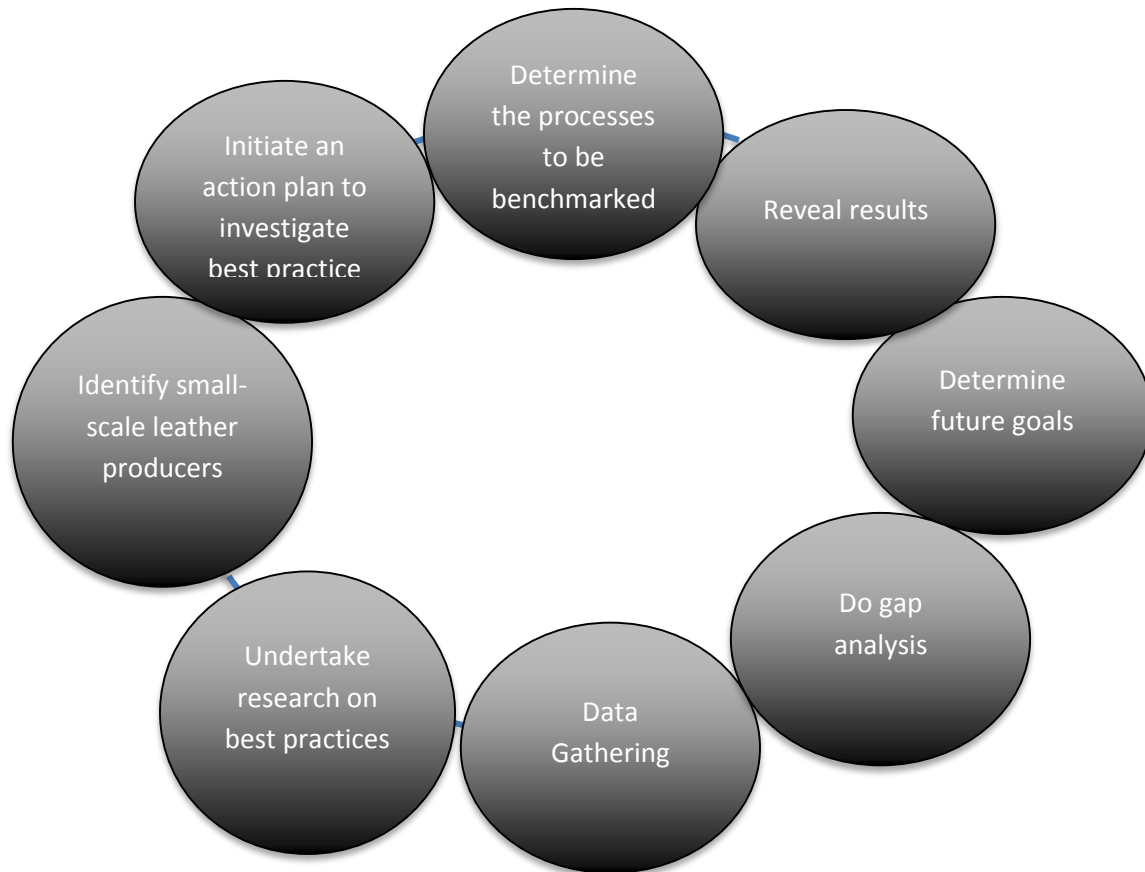 Determine
the processes
to be
benchmarked
Reveal results
Determine
future goals
Do gap
analysis
Data
Gathering
Undertake
research on
best practices
Identify small-
scale leather
producers
Initiate an
action plan to
investigate
best practice